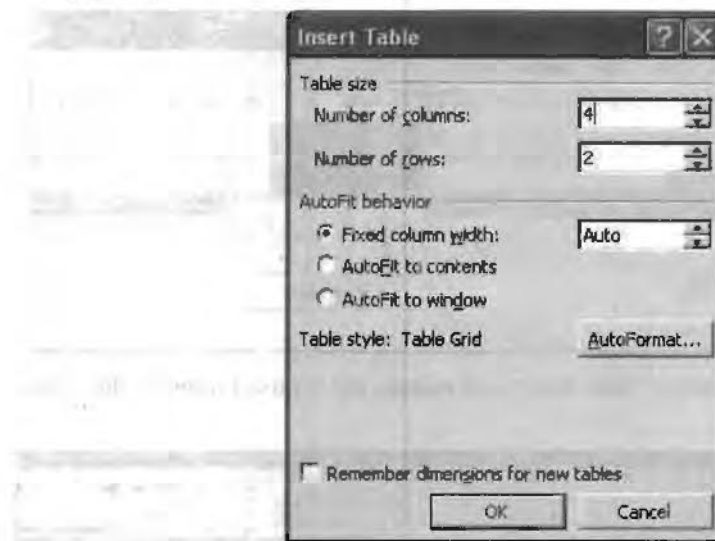 Insert Table
Table size
Number of columns: 4
Number of rows: 2
AutoFit behavior
Fixed column width: Auto
AutoFit to contents
AutoFit to window
Table style: Table Grid AutoFormat...
Remember dimensions for new tables
OK Cancel